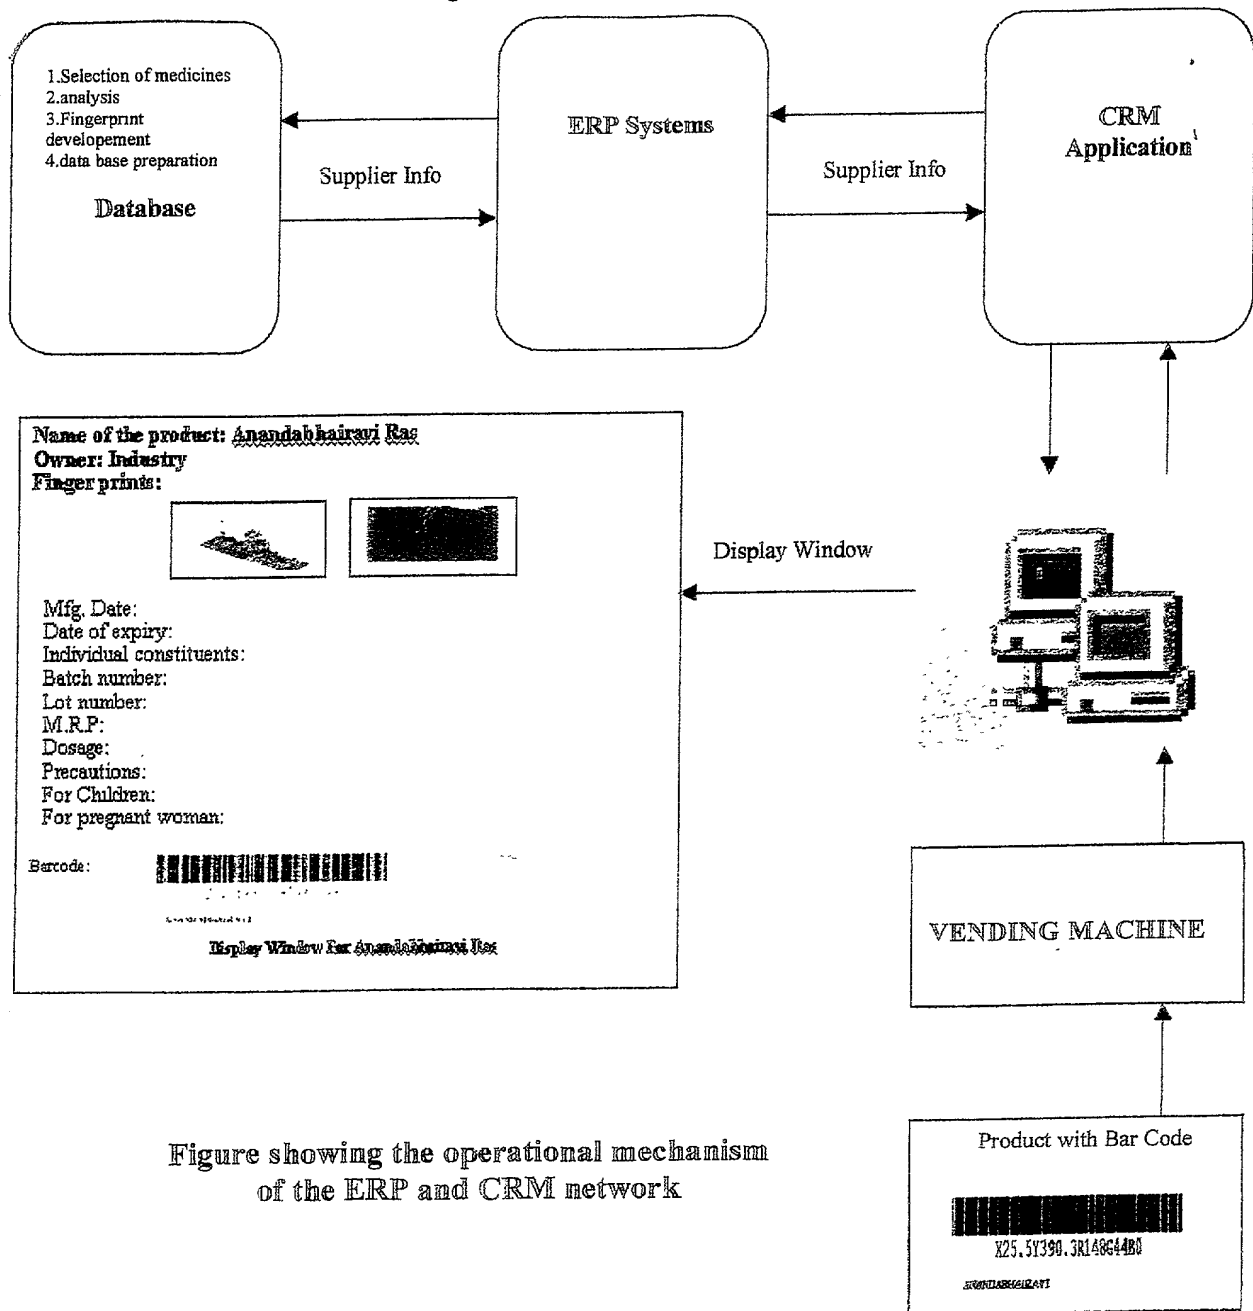 1.Selection of medicines
2.analysis
3.Fingerprint
developement
4.data base preparation
Database
Supplier Info
ERP Systems
Supplier Info
CRM
Application
Name of the product: Anandabhairavi Ras
Owner: Industry
Finger prints:
Mfg. Date:
Date of expiry:
Individual constituents:
Batch number:
Lot number:
M.R.P:
Dosage:
Precautions:
For Children:
For pregnant woman:
Barcode:
Display Window For Anandabhairavi Ras
Display Window
VENDING MACHINE
Product with Bar Code
X25.5Y390.3R148G44B0
ANANDABHAIRAVI
Figure showing the operational mechanism
of the ERP and CRM network